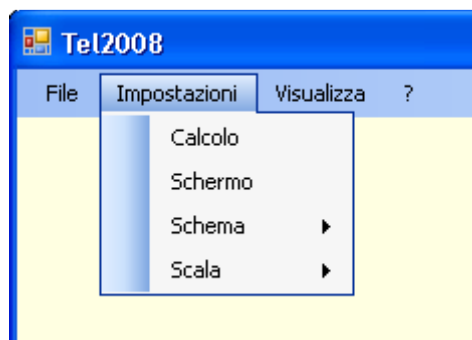 Tel2008
File Impostazioni Visualizza ?
Calcolo
Schermo
Schema
Scala